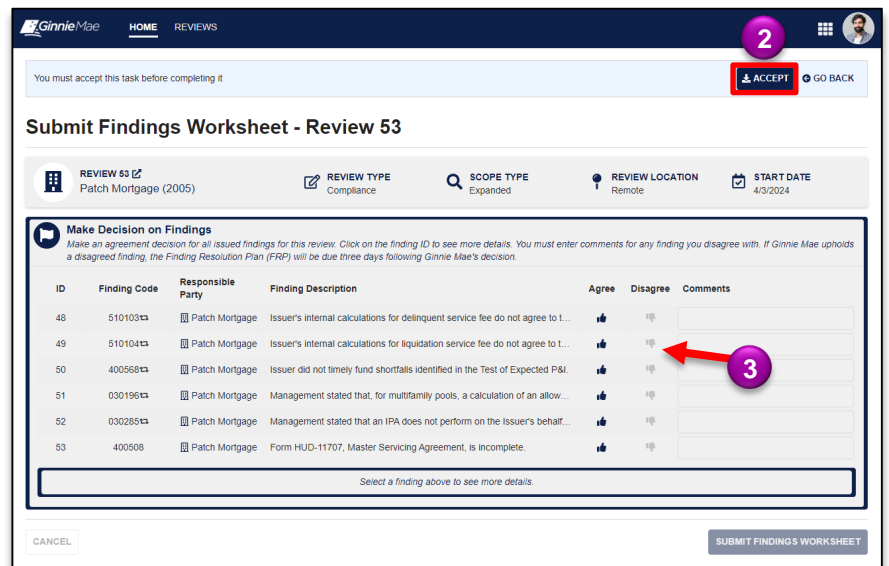 GinnieMae HOME REVIEWS
2
You must accept this task before completing it ACCEPT GO BACK
Submit Findings Worksheet - Review 53
REVIEW 53 REVIEW TYPE SCOPE TYPE REVIEW LOCATION START DATE
Patch Mortgage (2005) Compliance Expanded Remote 4/3/2024
Make Decision on Findings
Make an agreement decision for all issued findings for this review. Click on the finding ID to see more details. You must enter comments for any finding you disagree with. If Ginnie Mae upholds
a disagreed finding, the Finding Resolution Plan (FRP) will be due three days following Ginnie Mae's decision.
ID Finding Code Responsible Party Finding Description Agree Disagree Comments
48 510103 Patch Mortgage Issuer's internal calculations for delinquent service fee do not agree to t...
49 510104 Patch Mortgage Issuer's internal calculations for liquidation service fee do not agree to t...
50 400568 Patch Mortgage Issuer did not timely fund shortfalls identified in the Test of Expected P&I.
3
51 030196 Patch Mortgage Management stated that, for multifamily pools, a calculation of an allow...
52 030285 Patch Mortgage Management stated that an IPA does not perform on the Issuer's behalf...
53 400508 Patch Mortgage Form HUD-11707, Master Servicing Agreement, is incomplete.
Select a finding above to see more details.
CANCEL SUBMIT FINDINGS WORKSHEET